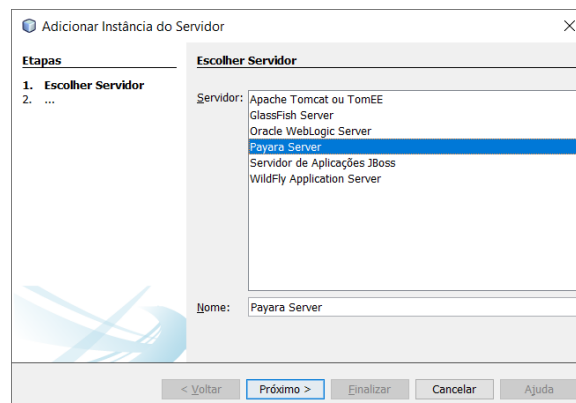 Adicionar Instância do Servidor
Etapas
1. Escolher Servidor
2. ...
Escolher Servidor
Servidor:
Apache Tomcat ou TomEE
GlassFish Server
Oracle WebLogic Server
Payara Server
Servidor de Aplicações JBoss
WildFly Application Server
Nome: Payara Server
< Voltar Próximo > Finalizar Cancelar Ajuda